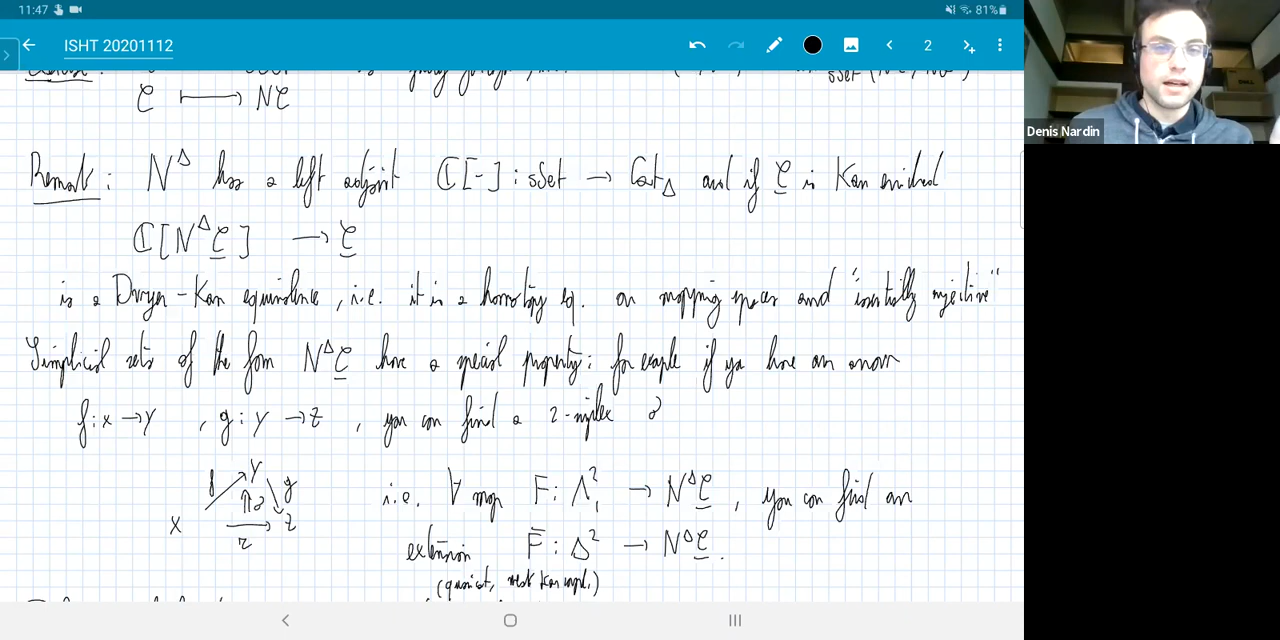 11:47
81%
ISHT 20201112
2
C ⟼ NC
Denis Nardin
Remark: N^Δ has a left adjoint ℂ[-] : sSet → Cat_Δ and if C is Kan enriched
ℂ[N^Δ C] → C
is a Dwyer-Kan equivalence, i.e. it is a homotopy eq. on mapping spaces and "essentially surjective"
Simplicial sets of the form N^Δ C have a special property: for example if you have an arrow
f: x → y , g: y → z , you can find a 2-simplex σ
f y g
x z
r
i.e. ∀ map F: Λ^2_1 → N^Δ C, you can find an
extension F̄ : Δ^2 → N^Δ C.
(quasicat, weak Kan cpl.)